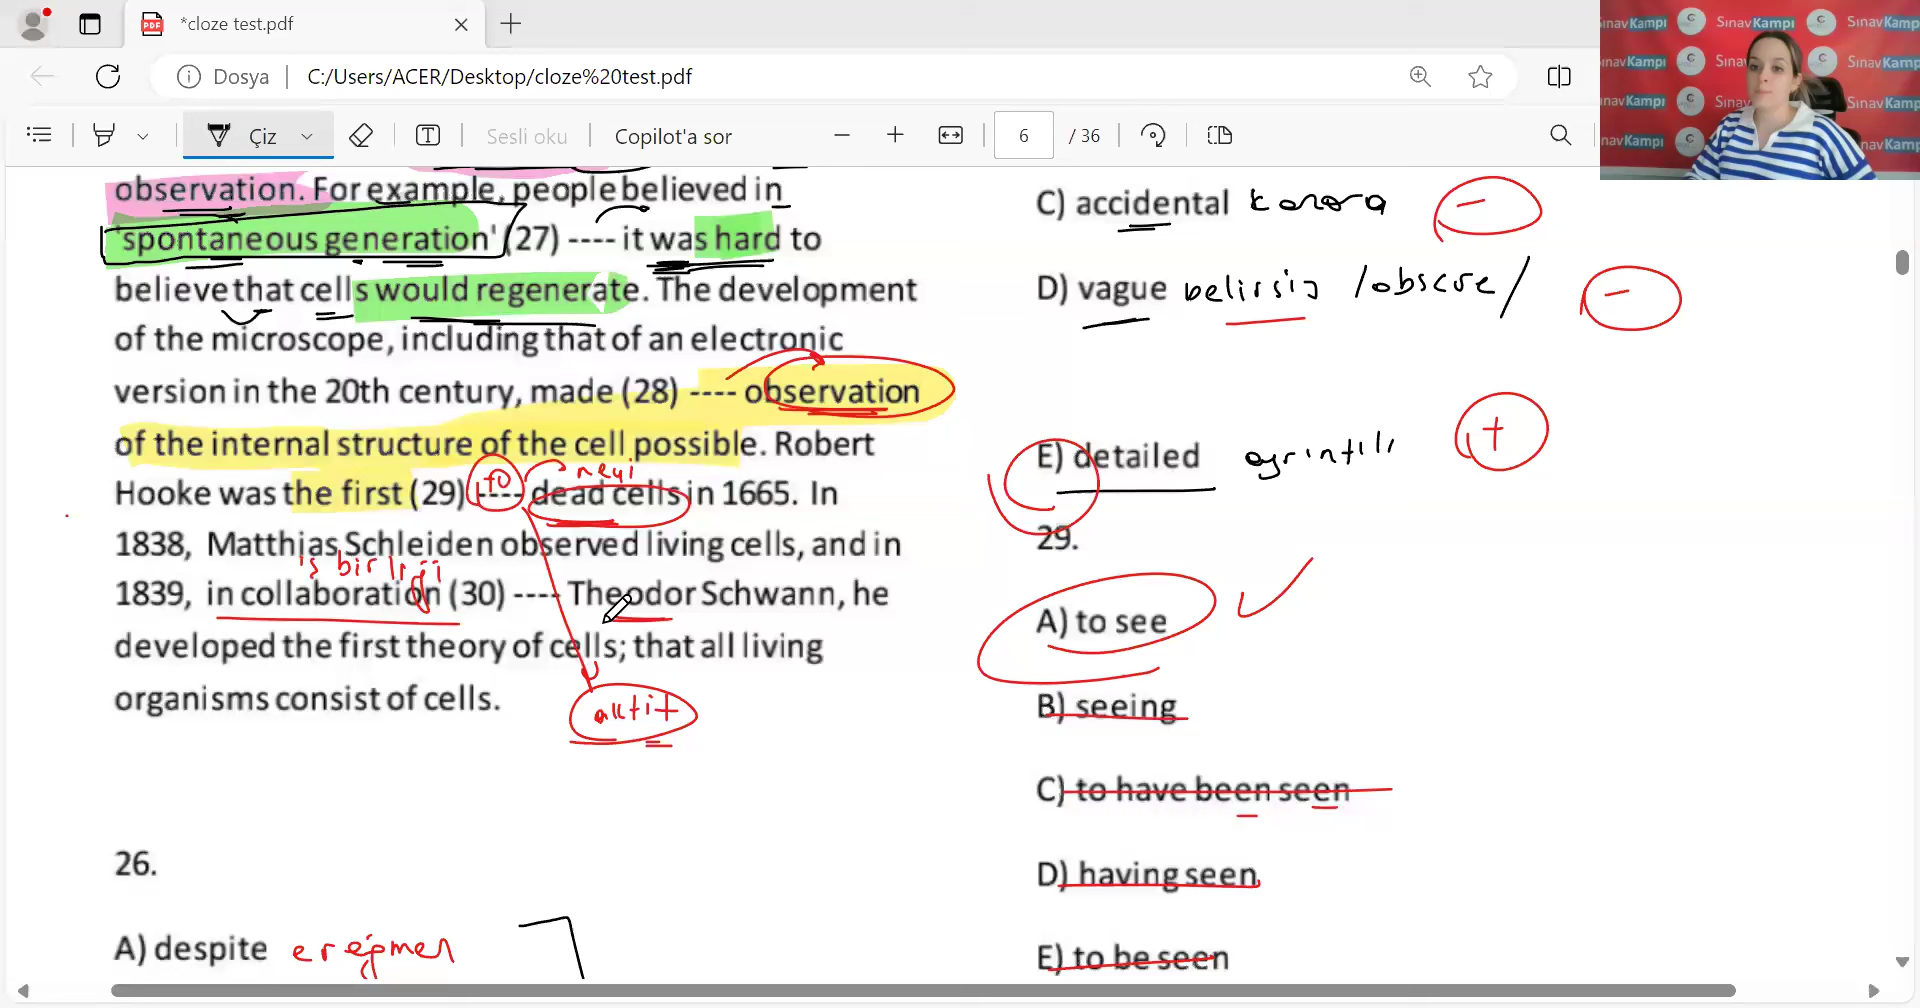 *cloze test.pdf
Dosya
C:/Users/ACER/Desktop/cloze%20test.pdf
Çiz
Sesli oku
Copilot'a sor
6
/ 36
SınavKampı
observation. For example, people believed in
'spontaneous generation' (27) ---- it was hard to
believe that cells would regenerate. The development
of the microscope, including that of an electronic
version in the 20th century, made (28) ---- observation
of the internal structure of the cell possible. Robert
to neyi
Hooke was the first (29) ---- dead cells in 1665. In
1838, Matthias Schleiden observed living cells, and in
iş birliği
1839, in collaboration (30) ---- Theodor Schwann, he
developed the first theory of cells; that all living
organisms consist of cells.
aktif
26.
A) despite
C) accidental
D) vague belirsiz /obscure/
E) detailed ayrıntılı
29.
A) to see
B) seeing
C) to have been seen
D) having seen
E) to be seen